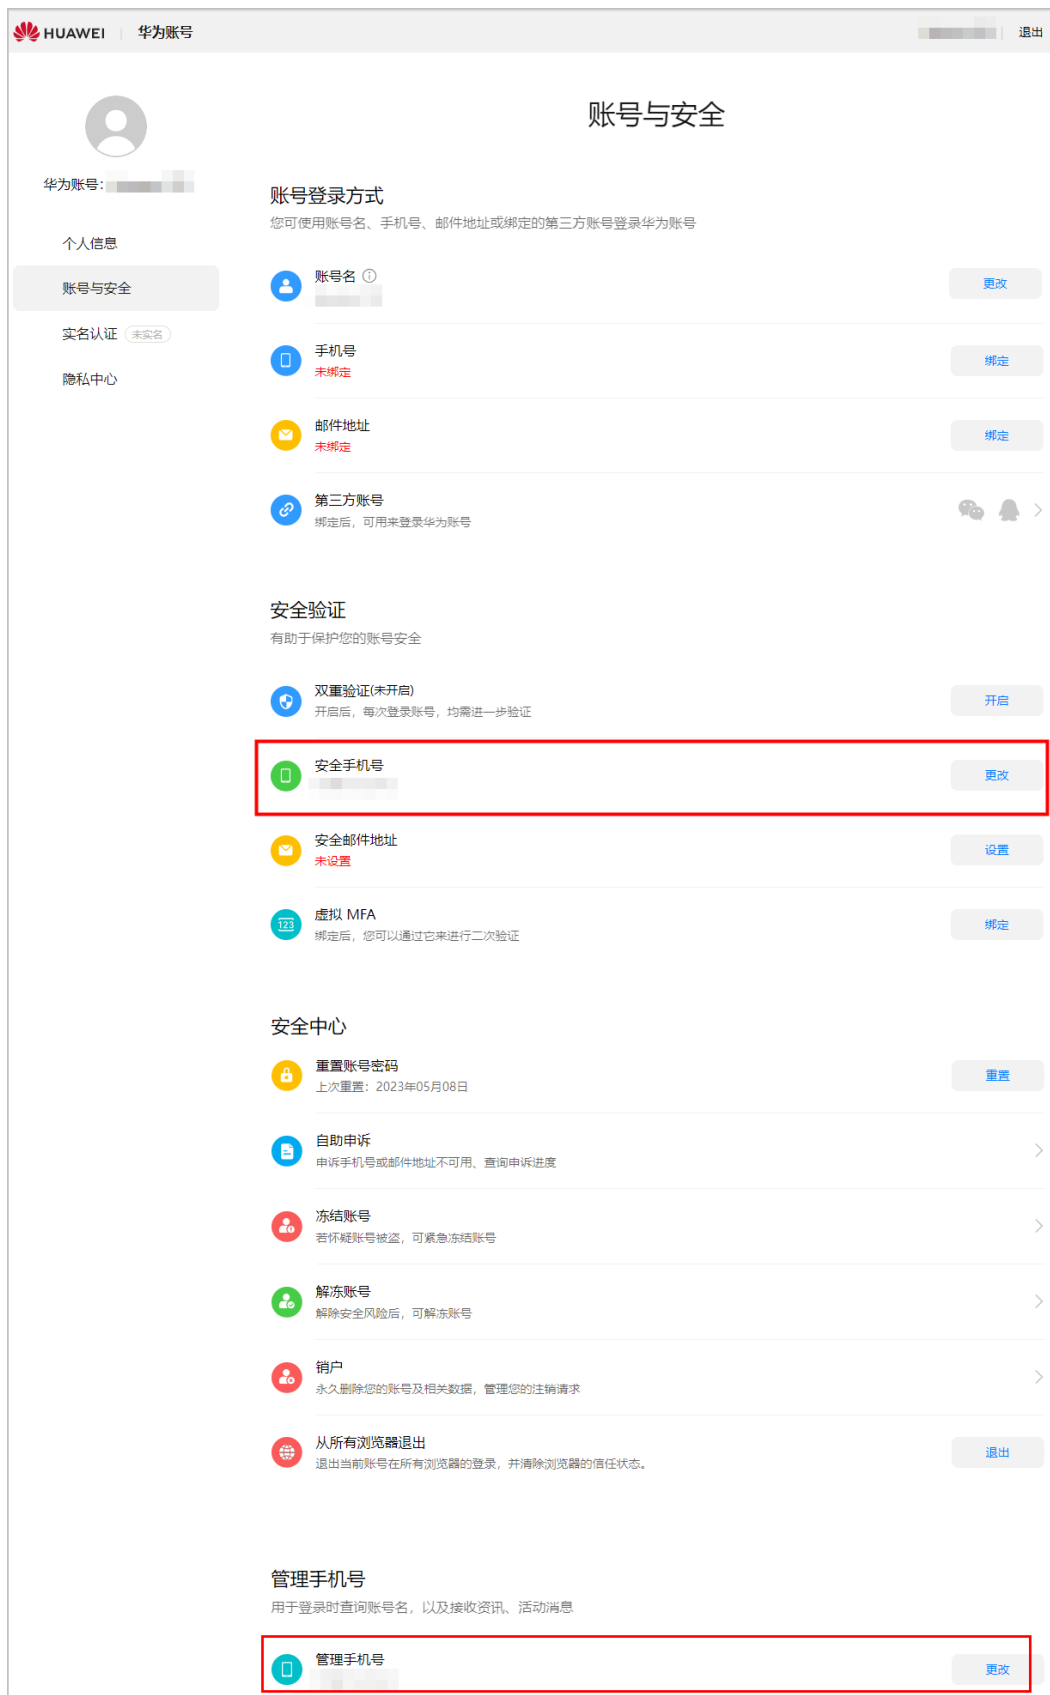 HUAWEI 华为账号 退出
账号与安全
华为账号:
个人信息
账号与安全
实名认证 未实名
隐私中心
账号登录方式
您可使用账号名、手机号、邮件地址或绑定的第三方账号登录华为账号
账号名
更改
手机号
未绑定
绑定
邮件地址
未绑定
绑定
第三方账号
绑定后，可用来登录华为账号
安全验证
有助于保护您的账号安全
双重验证(未开启)
开启后，每次登录账号，均需进一步验证
开启
安全手机号
更改
安全邮件地址
未设置
设置
123
虚拟 MFA
绑定后，您可以通过它来进行二次验证
绑定
安全中心
重置账号密码
上次重置：2023年05月08日
重置
自助申诉
申诉手机号或邮件地址不可用、查询申诉进度
冻结账号
若怀疑账号被盗，可紧急冻结账号
解冻账号
解除安全风险后，可解冻账号
销户
永久删除您的账号及相关数据，管理您的注销请求
从所有浏览器退出
退出当前账号在所有浏览器的登录，并清除浏览器的信任状态。
退出
管理手机号
用于登录时查询账号名，以及接收资讯、活动消息
管理手机号
更改